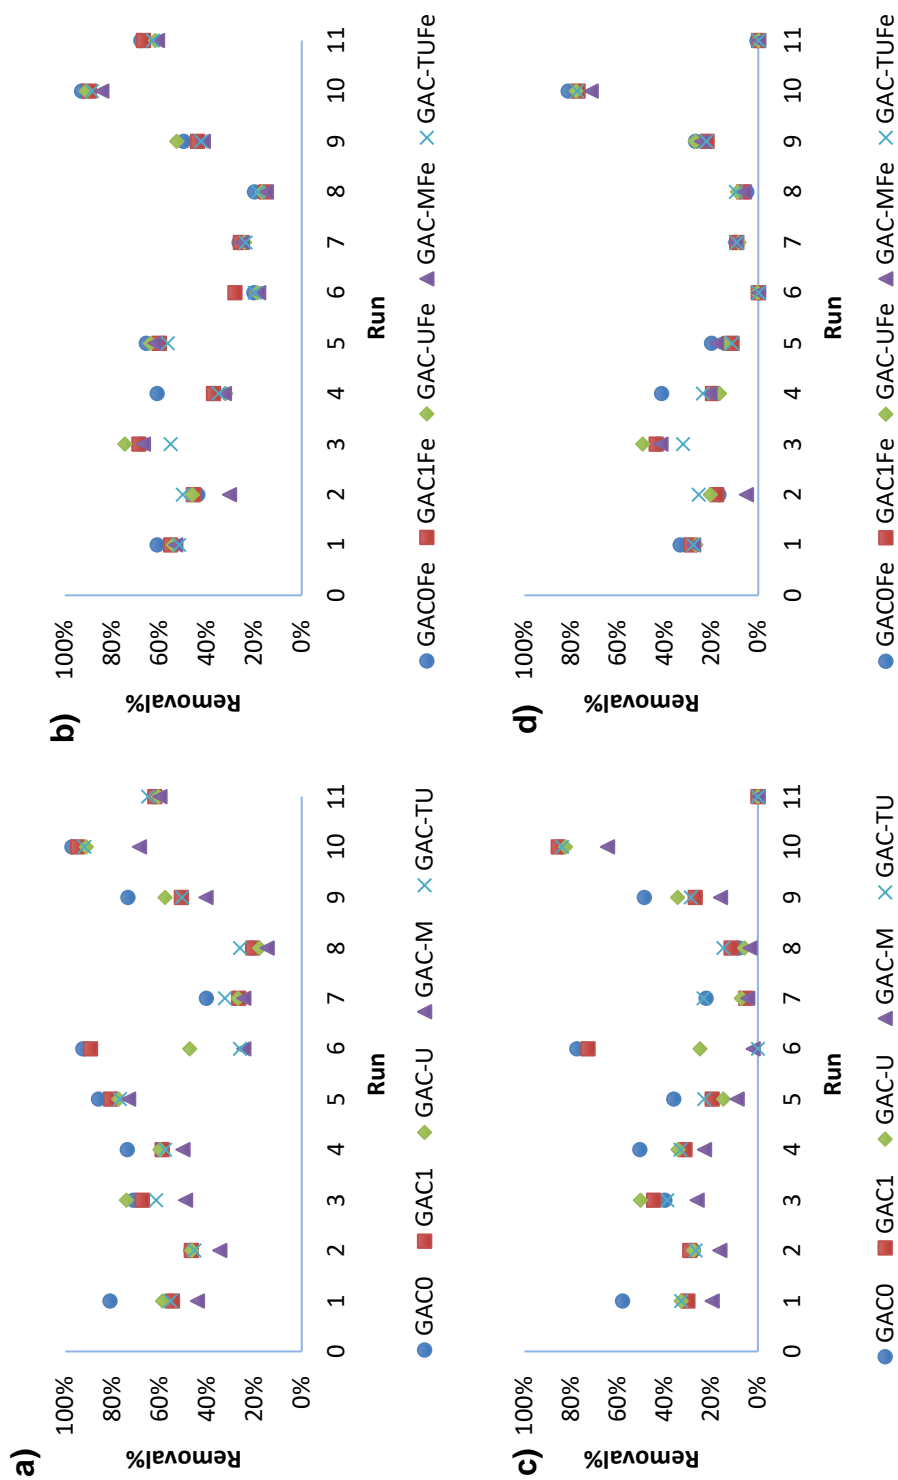 a)
Removal%
100%
80%
60%
40%
20%
0%
0 1 2 3 4 5 6 7 8 9 10 11
Run
GAC0 GAC1 GAC-U GAC-M GAC-TU
b)
Removal%
100%
80%
60%
40%
20%
0%
0 1 2 3 4 5 6 7 8 9 10 11
Run
GAC0Fe GAC1Fe GAC-UFe GAC-MFe GAC-TUFe
c)
Removal%
100%
80%
60%
40%
20%
0%
0 1 2 3 4 5 6 7 8 9 10 11
Run
GAC0 GAC1 GAC-U GAC-M GAC-TU
d)
Removal%
100%
80%
60%
40%
20%
0%
0 1 2 3 4 5 6 7 8 9 10 11
Run
GAC0Fe GAC1Fe GAC-UFe GAC-MFe GAC-TUFe